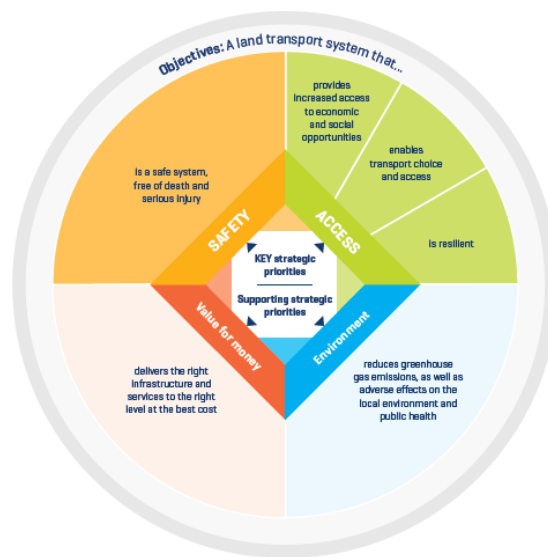 Objectives: A land transport system that...
provides
increased access
to economic
and social
opportunities
enables
transport choice
and access
is resilient
is a safe system,
free of death and
serious injury
SAFETY
ACCESS
KEY strategic
priorities
Supporting strategic
priorities
Value for money
Environment
delivers the right
infrastructure and
services to the right
level at the best cost
reduces greenhouse
gas emissions, as well as
adverse effects on the
local environment and
public health